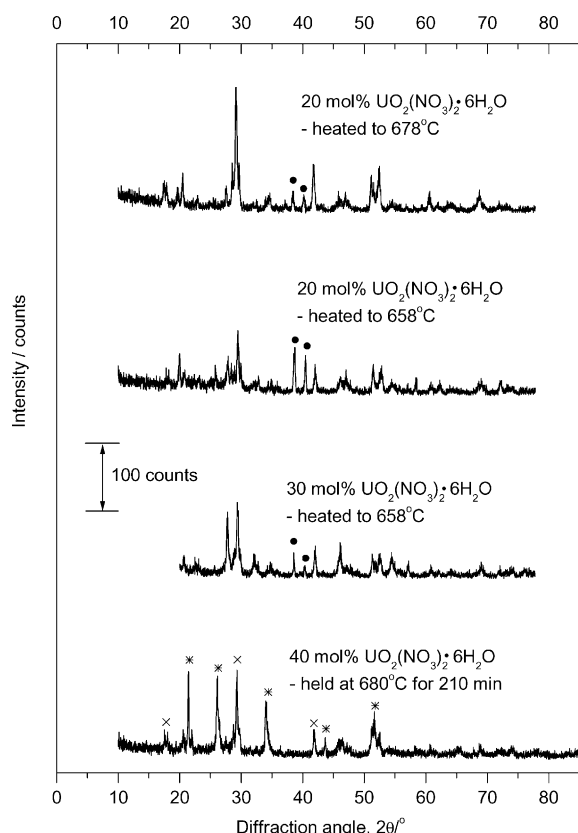 0 10 20 30 40 50 60 70 80
20 mol% UO₂(NO₃)₂•6H₂O
- heated to 678°C
20 mol% UO₂(NO₃)₂•6H₂O
- heated to 658°C
Intensity / counts
100 counts
30 mol% UO₂(NO₃)₂•6H₂O
- heated to 658°C
40 mol% UO₂(NO₃)₂•6H₂O
- held at 680°C for 210 min
0 10 20 30 40 50 60 70 80
Diffraction angle, 2θ/°